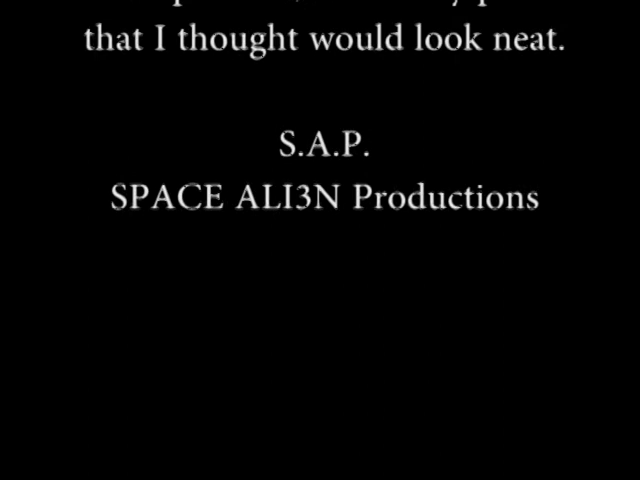 that I thought would look neat.
S.A.P.
SPACE ALI3N Productions